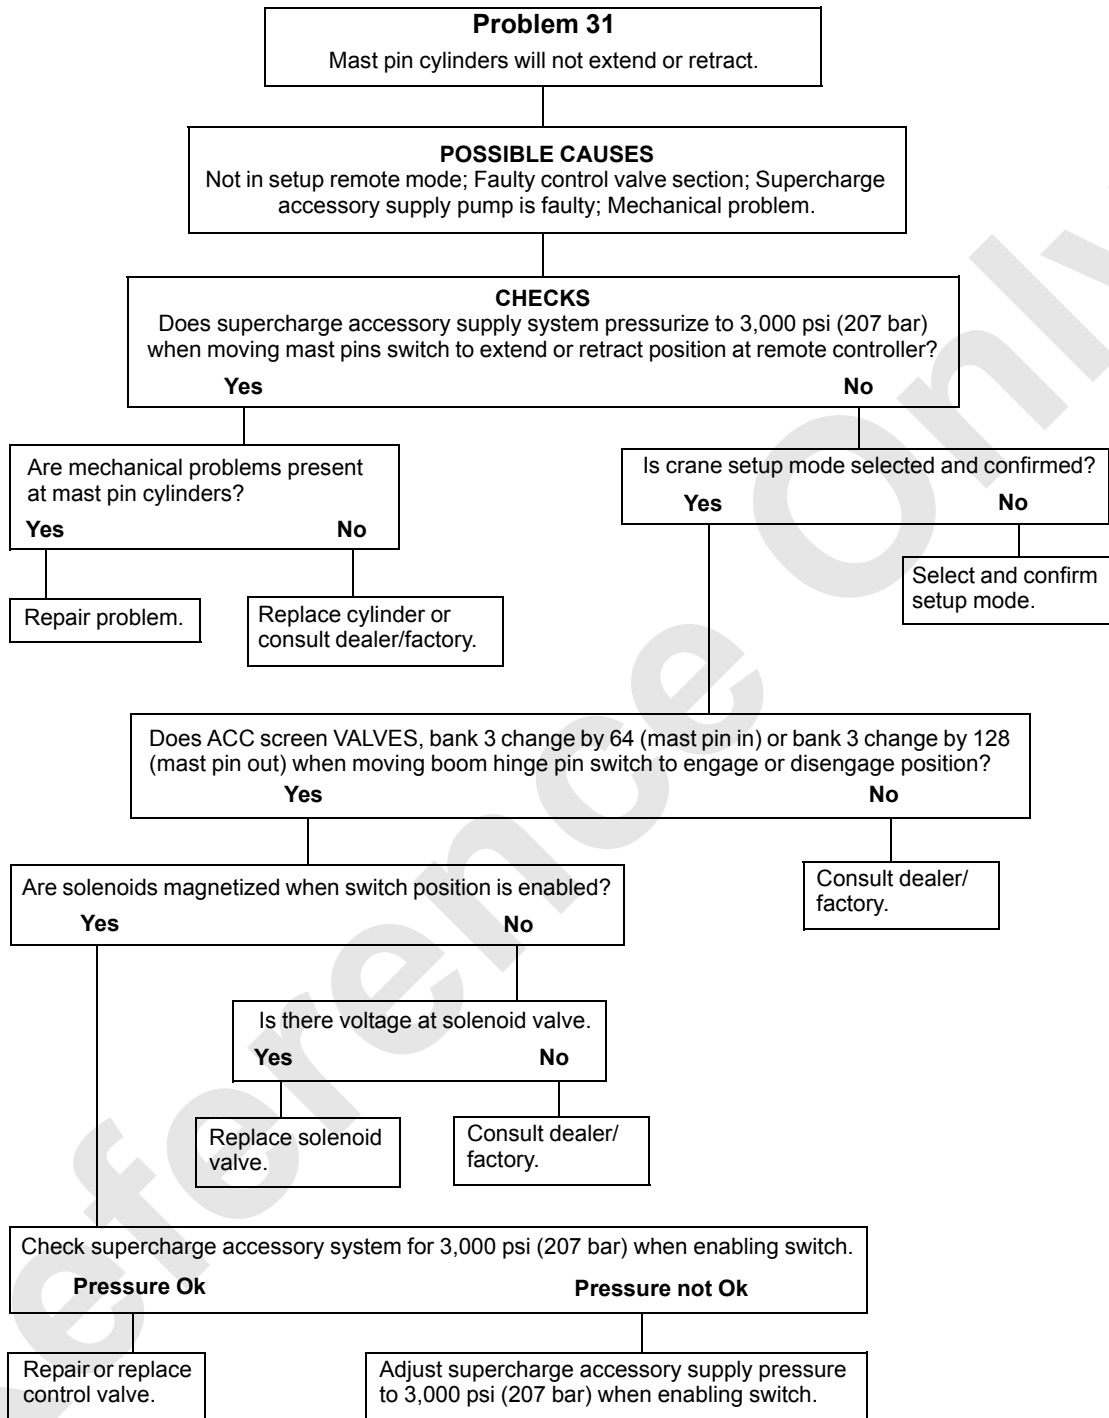 Problem 31
Mast pin cylinders will not extend or retract.
POSSIBLE CAUSES
Not in setup remote mode; Faulty control valve section; Supercharge
accessory supply pump is faulty; Mechanical problem.
CHECKS
Does supercharge accessory supply system pressurize to 3,000 psi (207 bar)
when moving mast pins switch to extend or retract position at remote controller?
Yes
No
Are mechanical problems present
at mast pin cylinders?
Yes
No
Is crane setup mode selected and confirmed?
Yes
No
Repair problem.
Replace cylinder or
consult dealer/factory.
Select and confirm
setup mode.
Does ACC screen VALVES, bank 3 change by 64 (mast pin in) or bank 3 change by 128
(mast pin out) when moving boom hinge pin switch to engage or disengage position?
Yes
No
Are solenoids magnetized when switch position is enabled?
Yes
No
Consult dealer/
factory.
Is there voltage at solenoid valve.
Yes
No
Replace solenoid
valve.
Consult dealer/
factory.
Check supercharge accessory system for 3,000 psi (207 bar) when enabling switch.
Pressure Ok
Pressure not Ok
Repair or replace
control valve.
Adjust supercharge accessory supply pressure
to 3,000 psi (207 bar) when enabling switch.
Reference Only